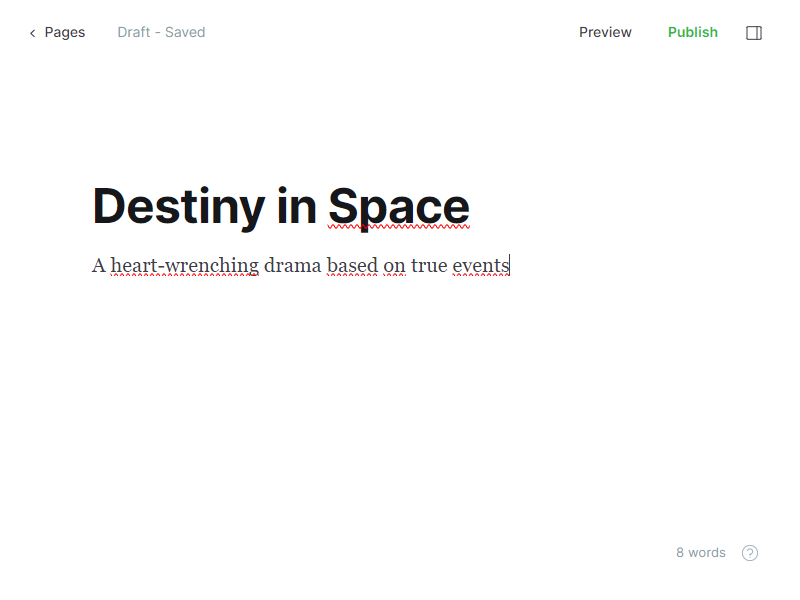 Pages
Draft - Saved
Preview
Publish
Destiny in Space
A heart-wrenching drama based on true events
8 words
?